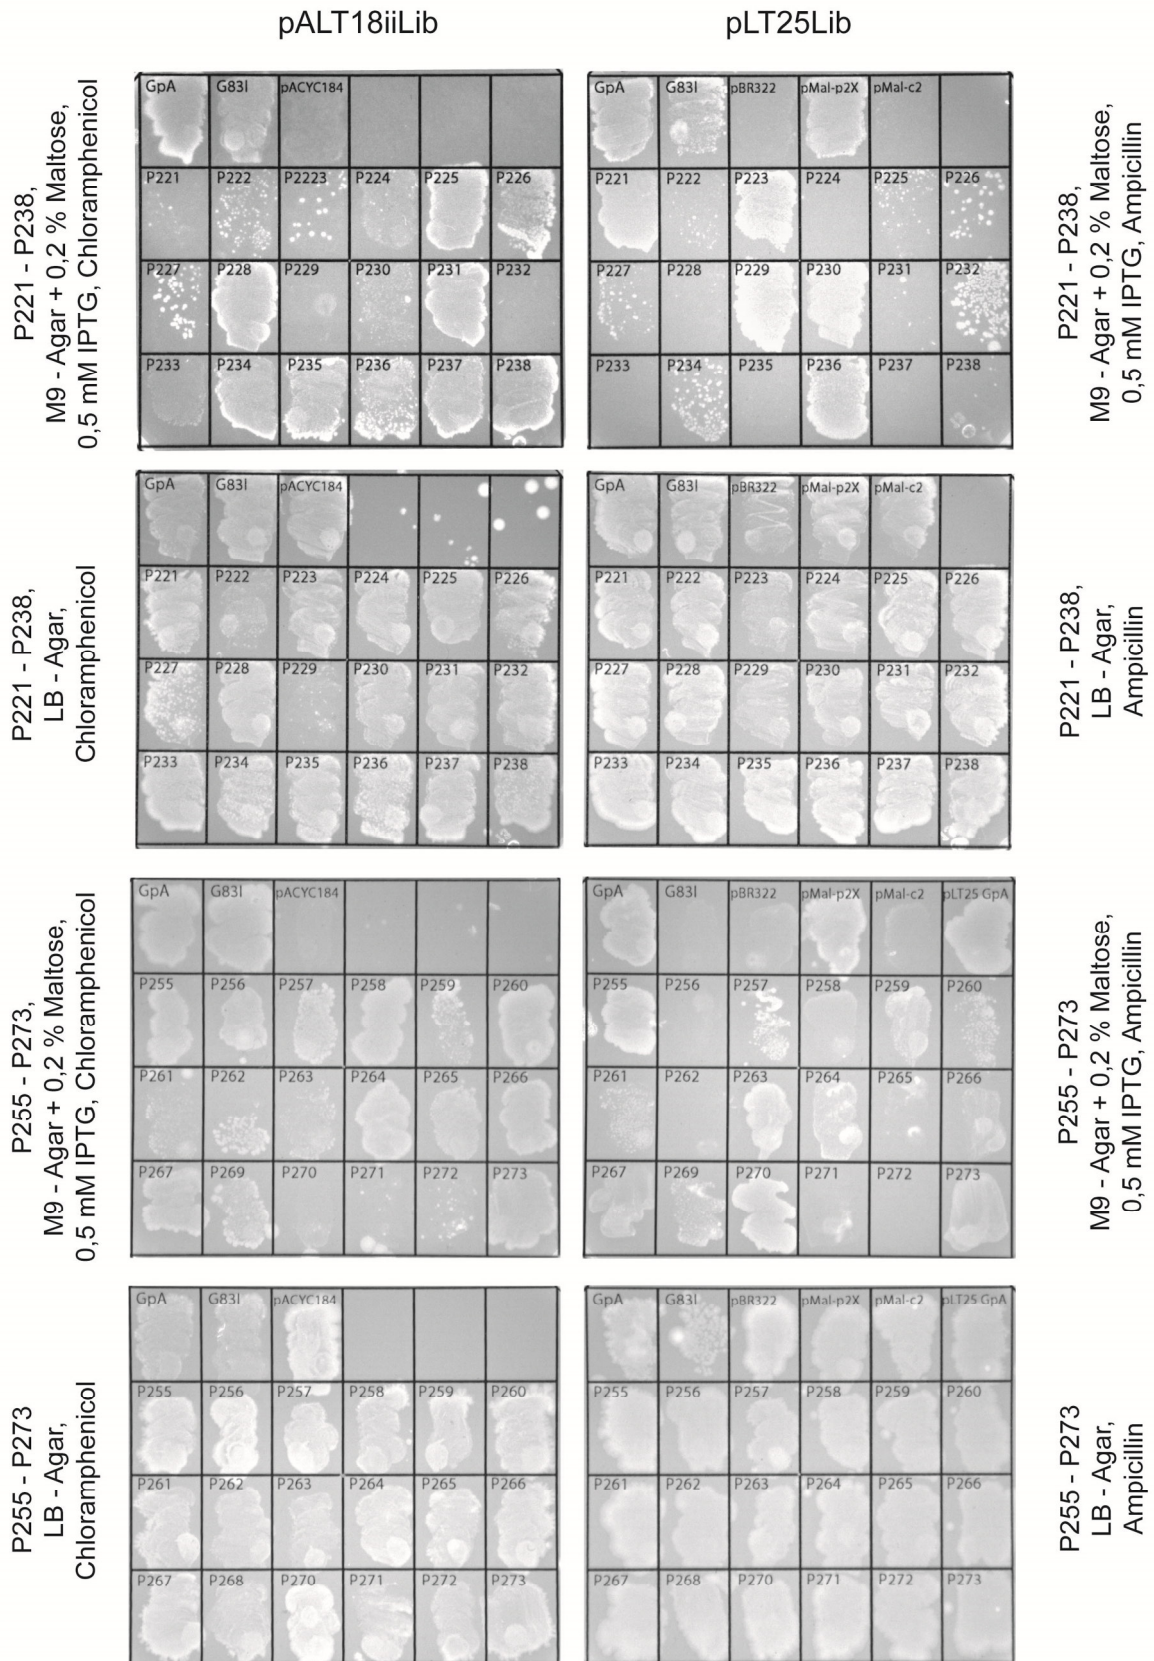 pALT18iiLib
pLT25Lib
P221 - P238,
M9 - Agar + 0,2 % Maltose,
0,5 mM IPTG, Chloramphenicol
GpA G83I pACYC184
P221 P222 P2223 P224 P225 P226
P227 P228 P229 P230 P231 P232
P233 P234 P235 P236 P237 P238
GpA G83I pBR322 pMal-p2X pMal-c2
P221 P222 P223 P224 P225 P226
P227 P228 P229 P230 P231 P232
P233 P234 P235 P236 P237 P238
P221 - P238,
M9 - Agar + 0,2 % Maltose,
0,5 mM IPTG, Ampicillin
P221 - P238,
LB - Agar,
Chloramphenicol
GpA G83I pACYC184
P221 P222 P223 P224 P225 P226
P227 P228 P229 P230 P231 P232
P233 P234 P235 P236 P237 P238
GpA G83I pBR322 pMal-p2X pMal-c2
P221 P222 P223 P224 P225 P226
P227 P228 P229 P230 P231 P232
P233 P234 P235 P236 P237 P238
P221 - P238,
LB - Agar,
Ampicillin
P255 - P273,
M9 - Agar + 0,2 % Maltose,
0,5 mM IPTG, Chloramphenicol
GpA G83I pACYC184
P255 P256 P257 P258 P259 P260
P261 P262 P263 P264 P265 P266
P267 P269 P270 P271 P272 P273
GpA G83I pBR322 pMal-p2X pMal-c2 pLT25 GpA
P255 P256 P257 P258 P259 P260
P261 P262 P263 P264 P265 P266
P267 P269 P270 P271 P272 P273
P255 - P273
M9 - Agar + 0,2 % Maltose,
0,5 mM IPTG, Ampicillin
P255 - P273
LB - Agar,
Chloramphenicol
GpA G83I pACYC184
P255 P256 P257 P258 P259 P260
P261 P262 P263 P264 P265 P266
P267 P268 P270 P271 P272 P273
GpA G83I pBR322 pMal-p2X pMal-c2 pLT25 GpA
P255 P256 P257 P258 P259 P260
P261 P262 P263 P264 P265 P266
P267 P268 P270 P271 P272 P273
P255 - P273
LB - Agar,
Ampicillin